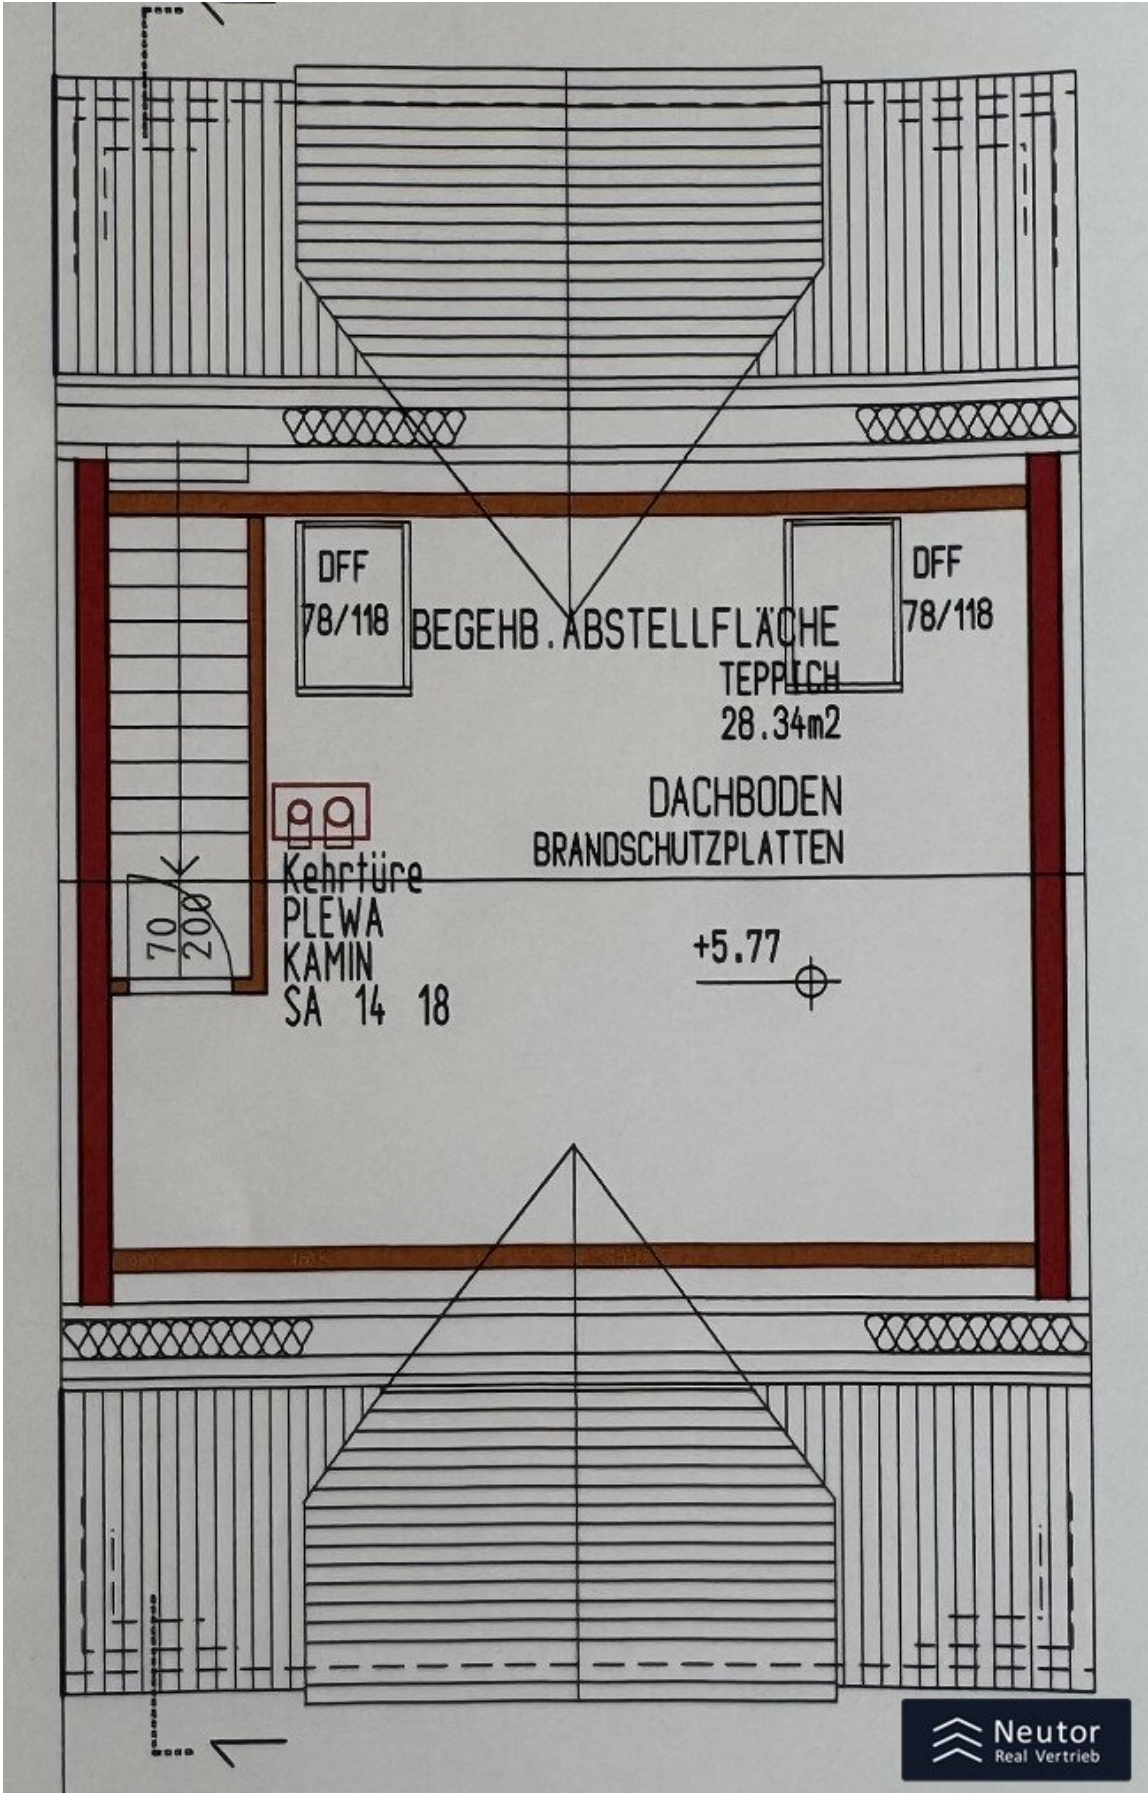 DFF
78/118
DFF
78/118
BEGEHB.ABSTELLFLÄCHE
TEPPICH
28.34m2
DACHBODEN
BRANDSCHUTZPLATTEN
Kehrtüre
PLEWA
KAMIN
SA 14 18
70
200
+5.77
Neutor
Real Vertrieb